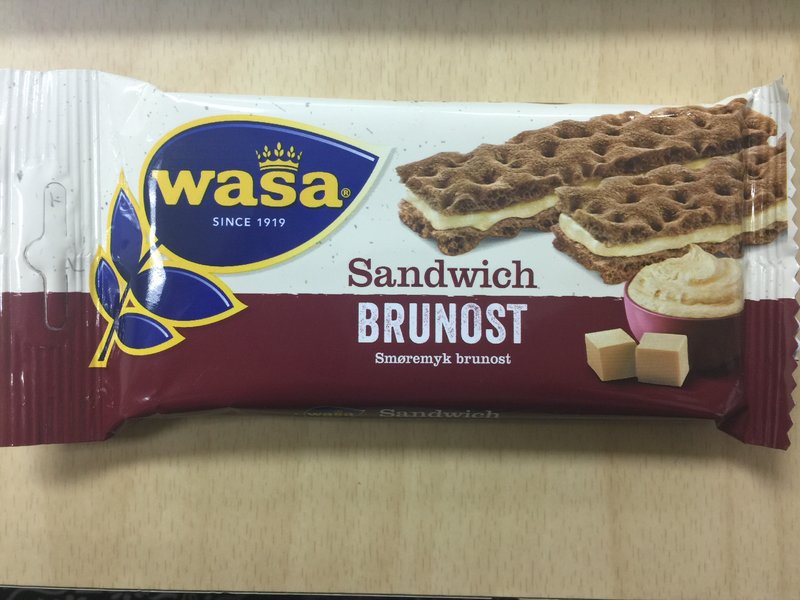 wasa®
SINCE 1919
Sandwich
BRUNOST
Smøremyk brunost
wasa Sandwich